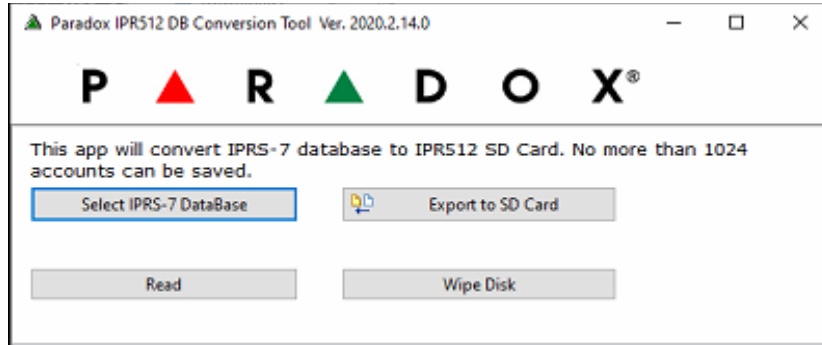 Paradox IPR512 DB Conversion Tool Ver. 2020.2.14.0
P A R A D O X®
This app will convert IPRS-7 database to IPR512 SD Card. No more than 1024
accounts can be saved.
Select IPRS-7 DataBase
Export to SD Card
Read
Wipe Disk